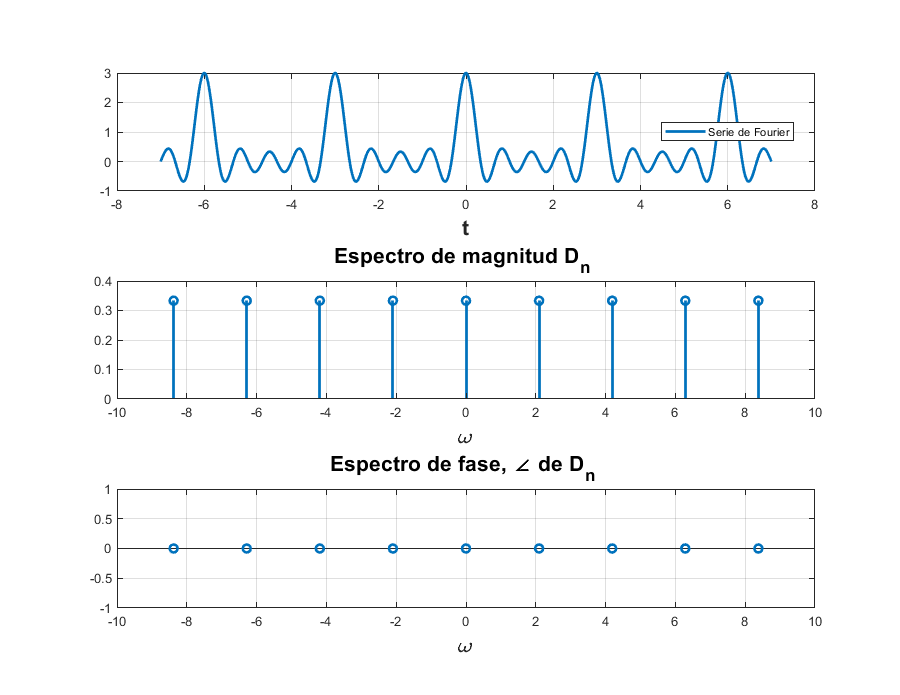 3
2
1
0
-1
Serie de Fourier
-8 -6 -4 -2 0 2 4 6 8
t
Espectro de magnitud D_n
0.4
0.3
0.2
0.1
0
-10 -8 -6 -4 -2 0 2 4 6 8 10
ω
Espectro de fase, ∠ de D_n
1
0.5
0
-0.5
-1
-10 -8 -6 -4 -2 0 2 4 6 8 10
ω